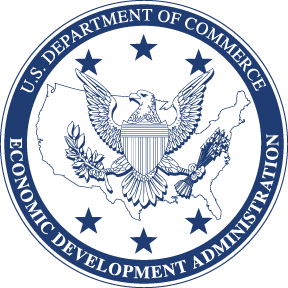 U.S. DEPARTMENT OF COMMERCE
ECONOMIC DEVELOPMENT ADMINISTRATION